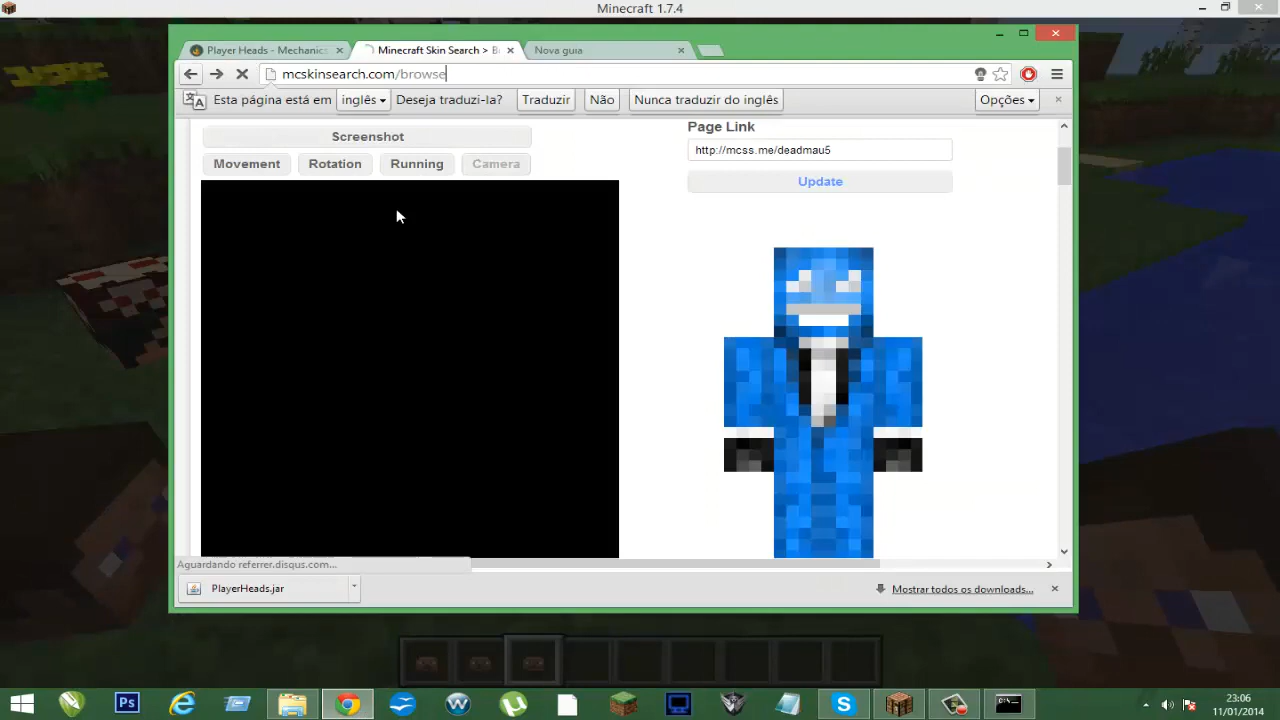 Minecraft 1.7.4
Player Heads - Mechanics
Minecraft Skin Search > B
Nova guia
mcskinsearch.com/browse
Esta página está em
inglês
Deseja traduzi-la?
Traduzir
Não
Nunca traduzir do inglês
Opções
Screenshot
Movement
Rotation
Running
Camera
Page Link
http://mcss.me/deadmau5
Update
Aguardando referrer.disqus.com...
PlayerHeads.jar
Mostrar todos os downloads...
23:06
11/01/2014